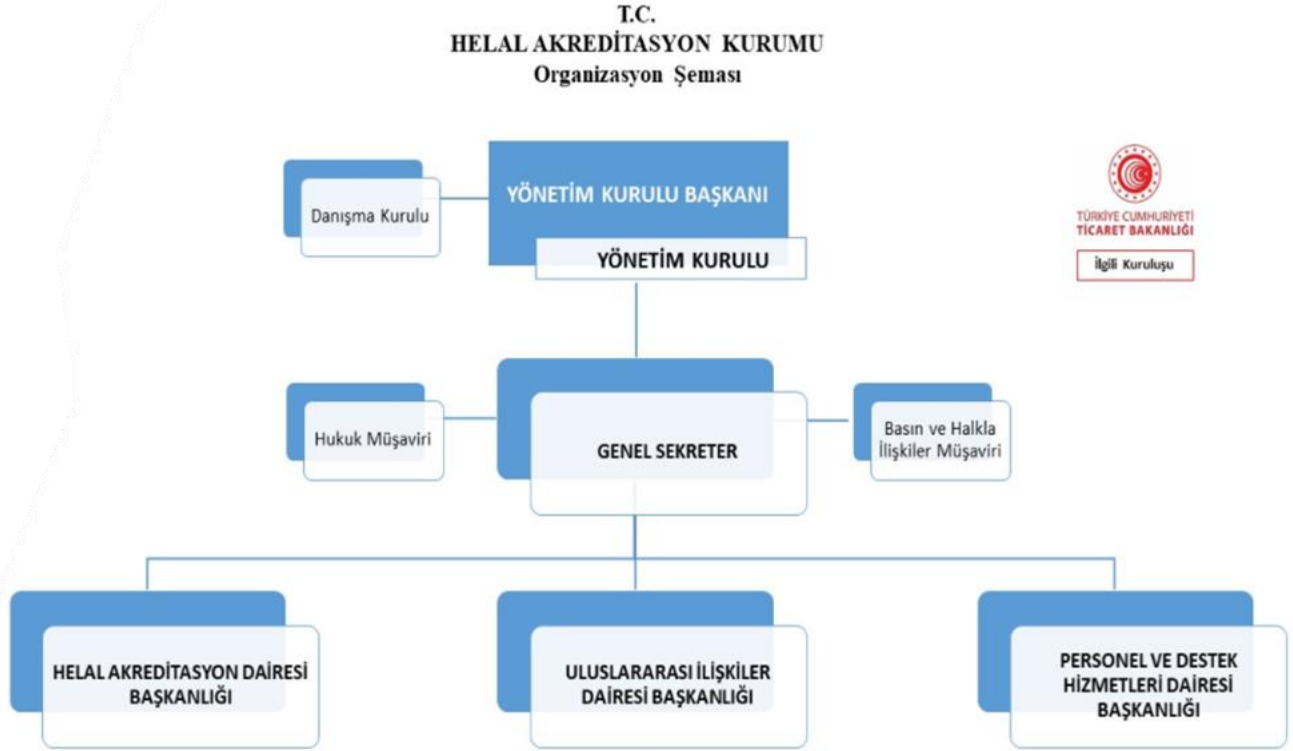 T.C.
HELAL AKREDİTASYON KURUMU
Organizasyon Şeması
YÖNETİM KURULU BAŞKANI
Danışma Kurulu
YÖNETİM KURULU
TÜRKİYE CUMHURİYETİ
TİCARET BAKANLIĞI
İlgili Kuruluşu
Hukuk Müşaviri
GENEL SEKRETER
Basın ve Halkla
İlişkiler Müşaviri
HELAL AKREDİTASYON DAİRESİ
BAŞKANLIĞI
ULUSLARARASI İLİŞKİLER
DAİRESİ BAŞKANLIĞI
PERSONEL VE DESTEK
HİZMETLERİ DAİRESİ
BAŞKANLIĞI